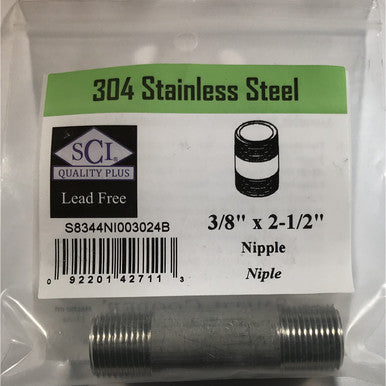 304 Stainless Steel
SCI®
QUALITY PLUS
Lead Free
S8344NI003024B
0 92201 42711 3
3/8" x 2-1/2"
Nipple
Niple